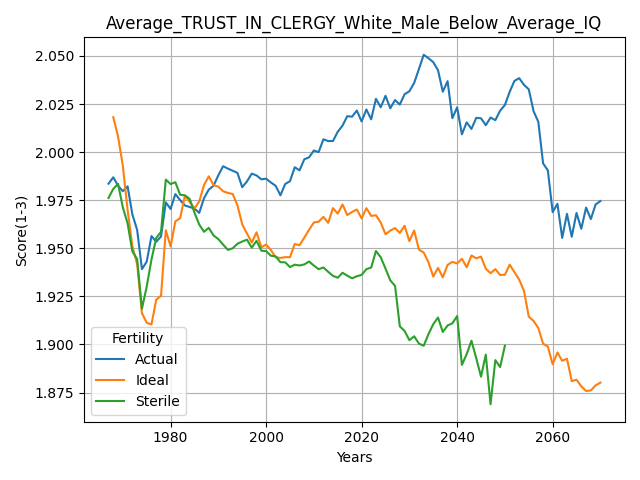 Average_TRUST_IN_CLERGY_White_Male_Below_Average_IQ
2.050
2.025
2.000
1.975
1.950
1.925
1.900
1.875
Score(1-3)
Fertility
Actual
Ideal
Sterile
1980 2000 2020 2040 2060
Years